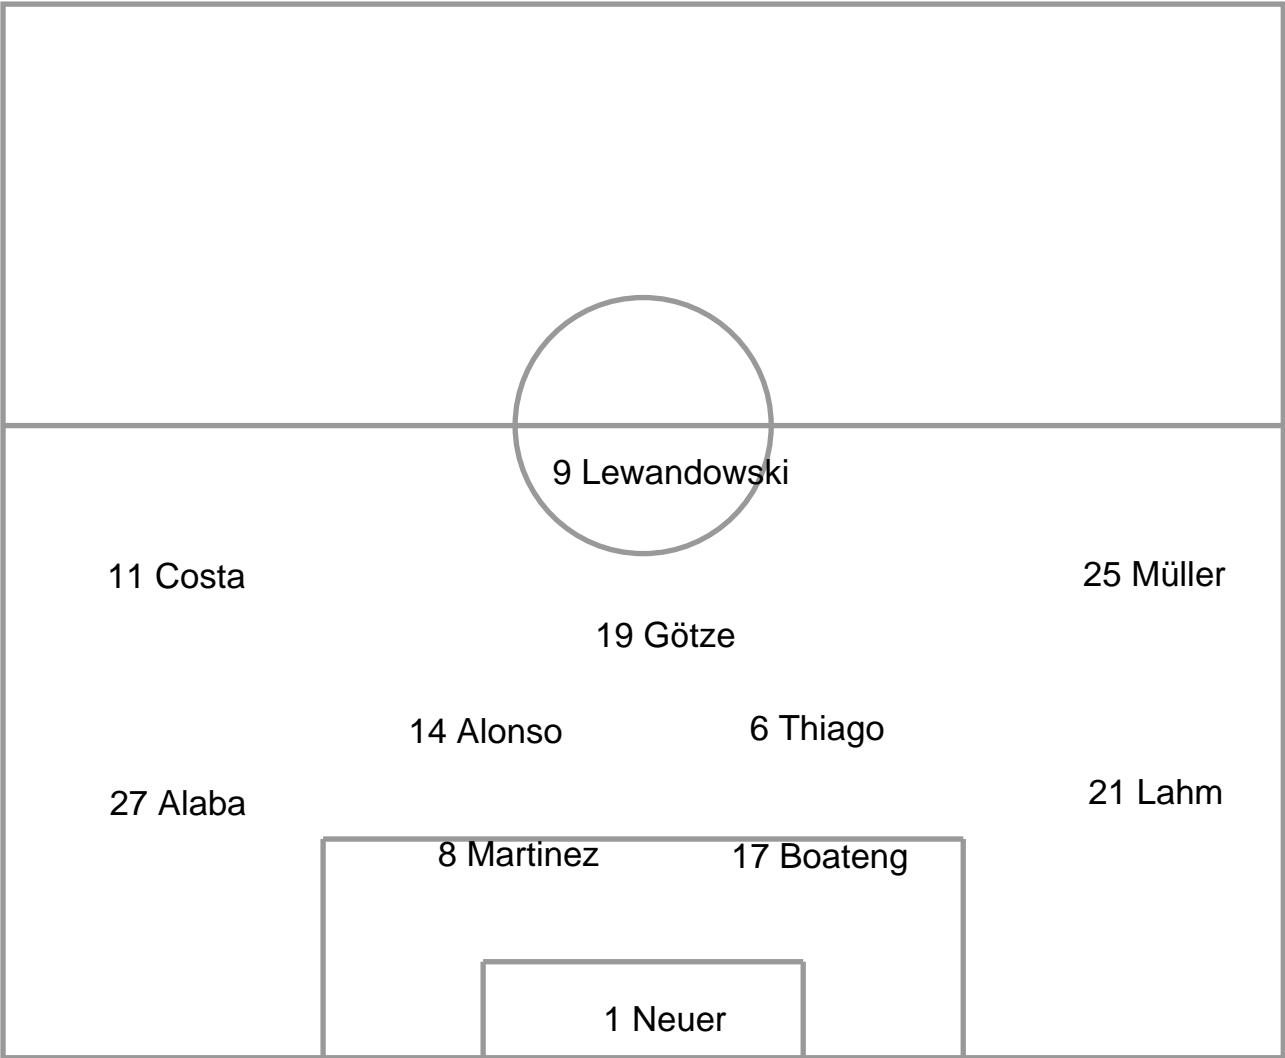 9 Lewandowski
11 Costa
25 Müller
19 Götze
14 Alonso
6 Thiago
27 Alaba
21 Lahm
8 Martinez
17 Boateng
1 Neuer